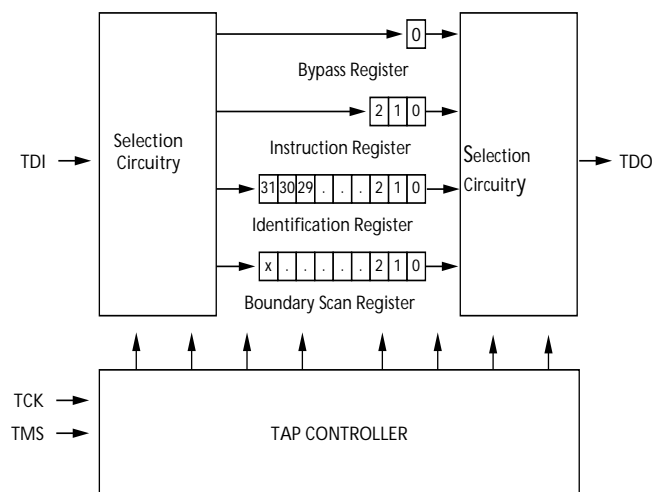 0
Bypass Register
2 1 0
Selection
Circuitry
Instruction Register
Selection
Circuitry
TDI
TDO
31 30 29 . . . 2 1 0
Identification Register
x . . . . . 2 1 0
Boundary Scan Register
TCK
TMS
TAP CONTROLLER